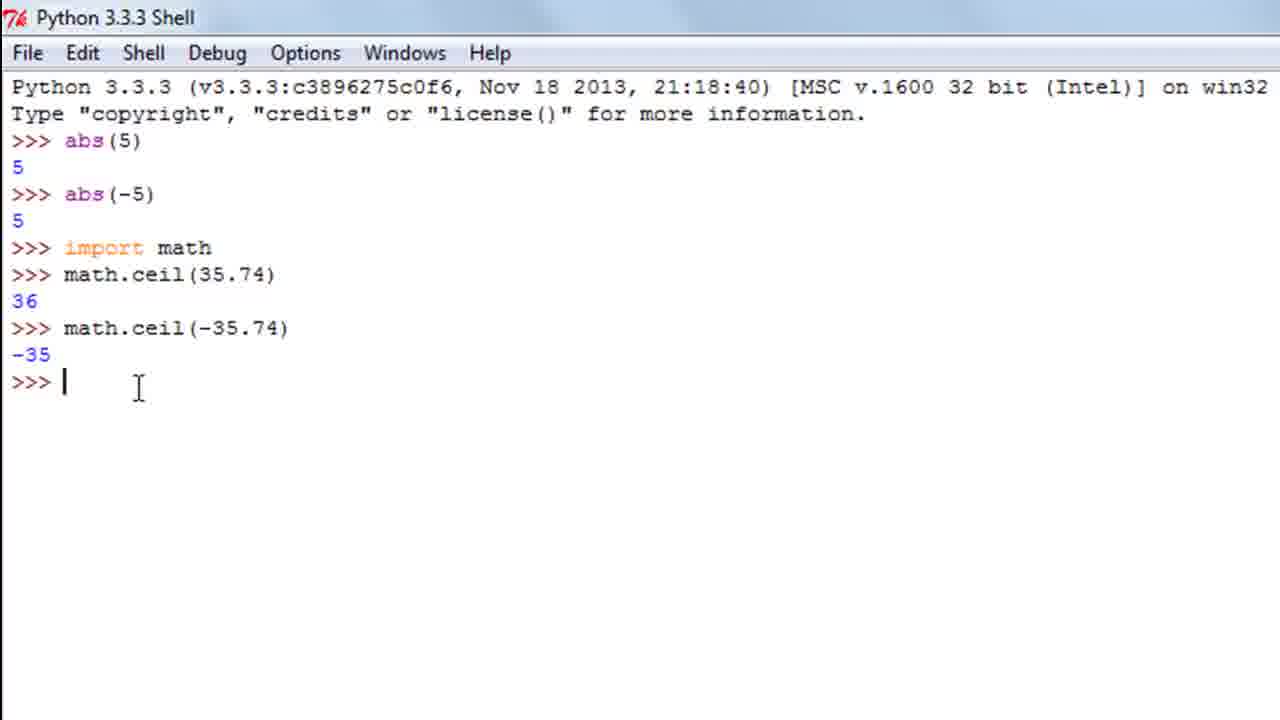 Python 3.3.3 Shell
File Edit Shell Debug Options Windows Help
Python 3.3.3 (v3.3.3:c3896275c0f6, Nov 18 2013, 21:18:40) [MSC v.1600 32 bit (Intel)] on win32
Type "copyright", "credits" or "license()" for more information.
>>> abs(5)
5
>>> abs(-5)
5
>>> import math
>>> math.ceil(35.74)
36
>>> math.ceil(-35.74)
-35
>>>